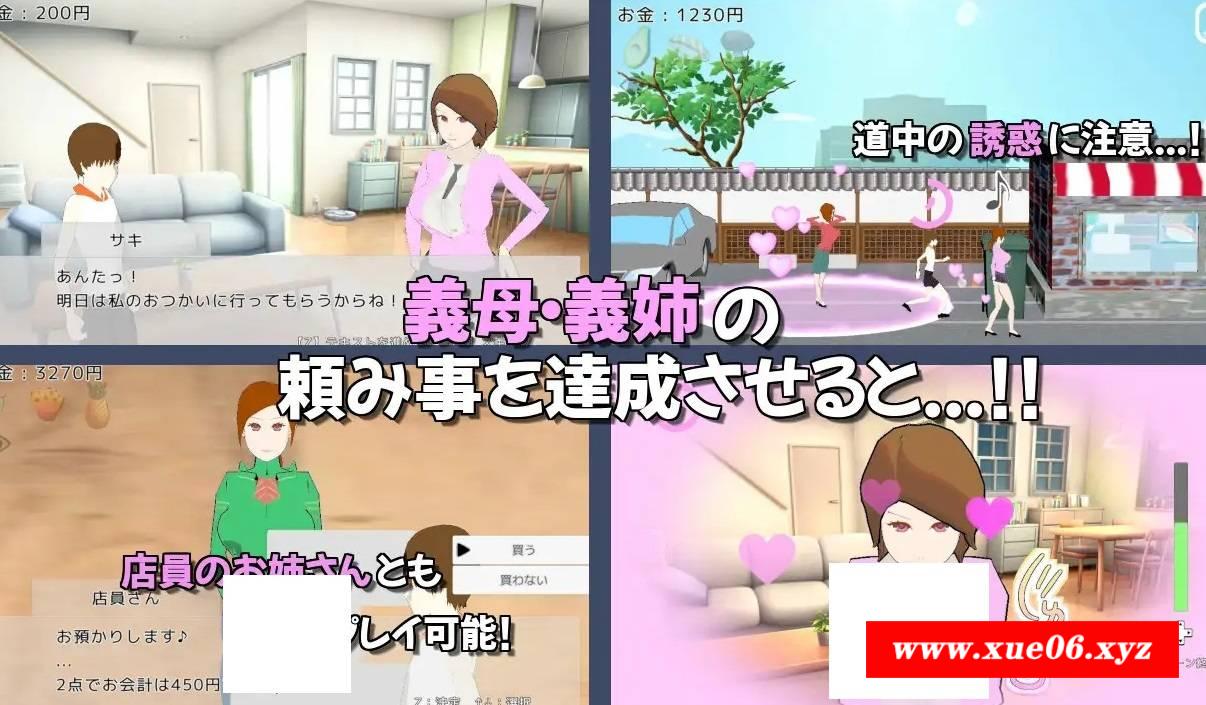 金：200円
お金：1230円
道中の誘惑に注意...！
サキ
あんたっ！
明日は私のおつかいに行ってもらうからね！
義母・義姉の
頼み事を達成させると...!!
金：3270円
買う
買わない
店員のお姉さんとも
プレイ可能！
店員さん
お預かりします♪
...
2点でお会計は450円
Z：決定 ↑↓：選択
www.xue06.xyz